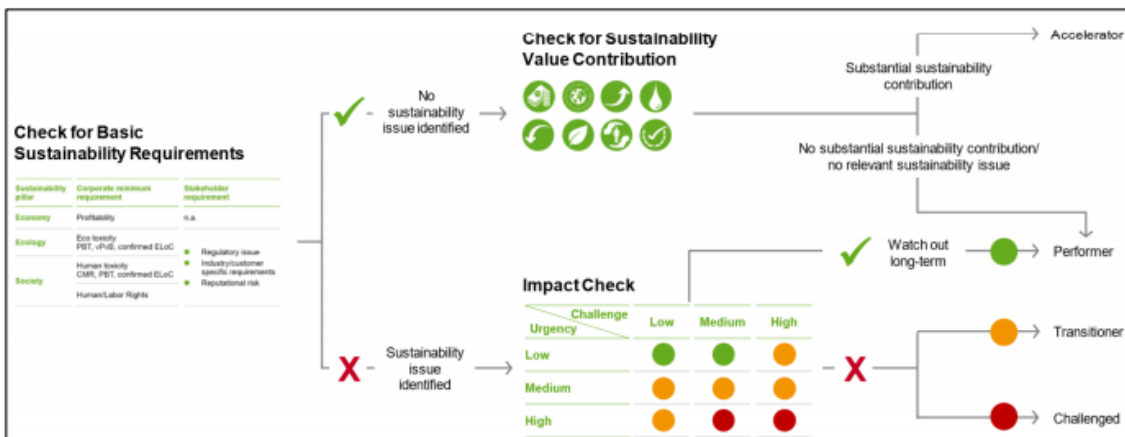 Check for Basic
Sustainability Requirements
Sustainability pillar
Corporate minimum requirement
Stakeholder requirement
Economy
Profitability
n.a.
Ecology
Eco toxicity
PBT, vPvB, confirmed ELoC
Society
Human toxicity
CMR, PBT, confirmed ELoC
Human/Labor Rights
Regulatory issue
Industry/customer
specific requirements
Reputational risk
No
sustainability
issue identified
Check for Sustainability
Value Contribution
Substantial sustainability
contribution
Accelerator
No substantial sustainability contribution/
no relevant sustainability issue
Watch out
long-term
Performer
Sustainability
issue
identified
Impact Check
Challenge
Urgency
Low
Medium
High
Low
Medium
High
X
X
Transitioner
Challenged